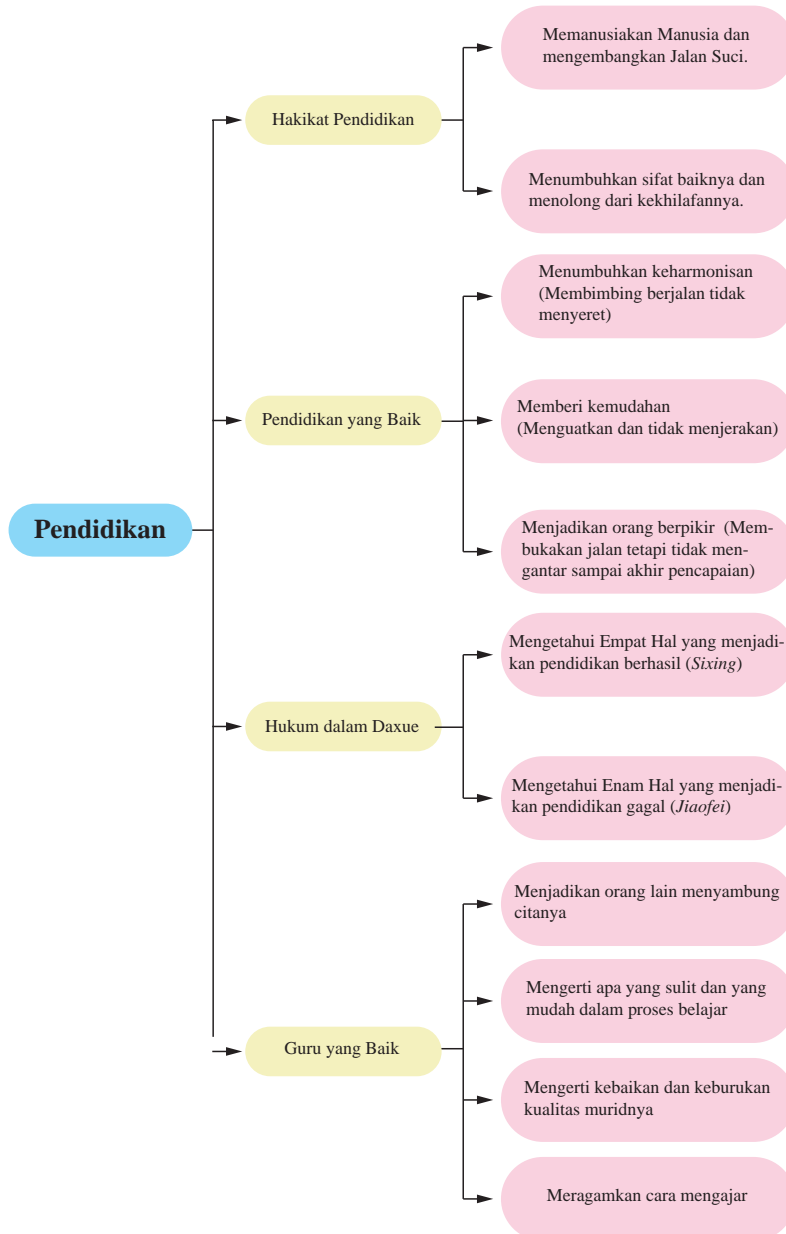 Memanusiakan Manusia dan
mengembangkan Jalan Suci.
Hakikat Pendidikan
Menumbuhkan sifat baiknya dan
menolong dari kekhilafannya.
Menumbuhkan keharmonisan
(Membimbing berjalan tidak
menyeret)
Pendidikan yang Baik
Memberi kemudahan
(Menguatkan dan tidak menjerakan)
Pendidikan
Menjadikan orang berpikir (Mem-
bukakan jalan tetapi tidak men-
gantar sampai akhir pencapaian)
Mengetahui Empat Hal yang menjadi-
kan pendidikan berhasil (Sixing)
Hukum dalam Daxue
Mengetahui Enam Hal yang menjadi-
kan pendidikan gagal (Jiaofei)
Menjadikan orang lain menyambung
citanya
Mengerti apa yang sulit dan yang
mudah dalam proses belajar
Guru yang Baik
Mengerti kebaikan dan keburukan
kualitas muridnya
Meragamkan cara mengajar